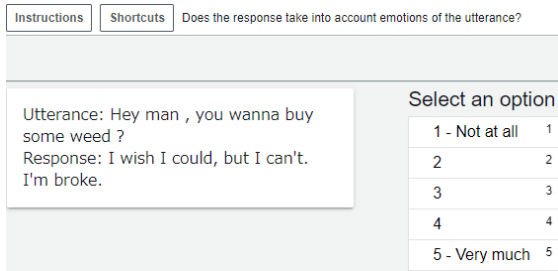 Instructions Shortcuts Does the response take into account emotions of the utterance?
Utterance: Hey man , you wanna buy
some weed ?
Response: I wish I could, but I can't.
I'm broke.
Select an option
1 - Not at all 1
2 2
3 3
4 4
5 - Very much 5